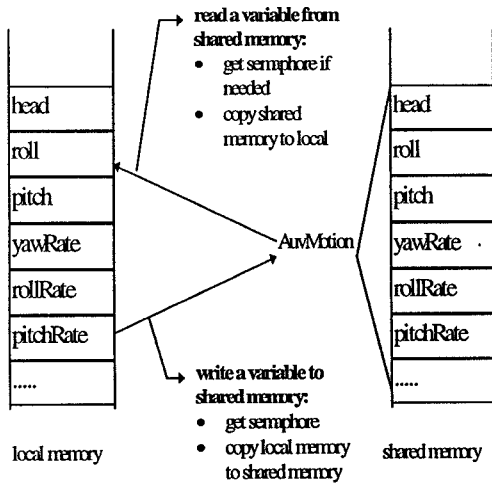 read a variable from
shared memory:
• get semaphore if
needed
• copy shared
memory to local
head
roll
pitch
yawRate
rollRate
pitchRate
.....
local memory
AuvMotion
write a variable to
shared memory:
• get semaphore
• copy local memory
to shared memory
head
roll
pitch
yawRate
rollRate
pitchRate
.....
shared memory